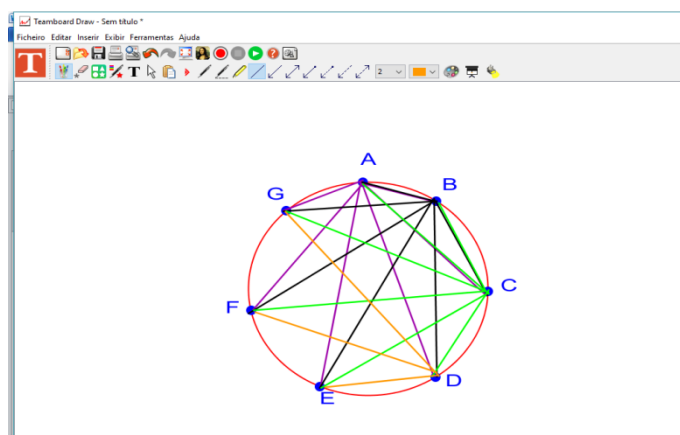 Teamboard Draw - Sem título *
Ficheiro Editar Inserir Exibir Ferramentas Ajuda
T
T
2
A
B
G
C
F
D
E